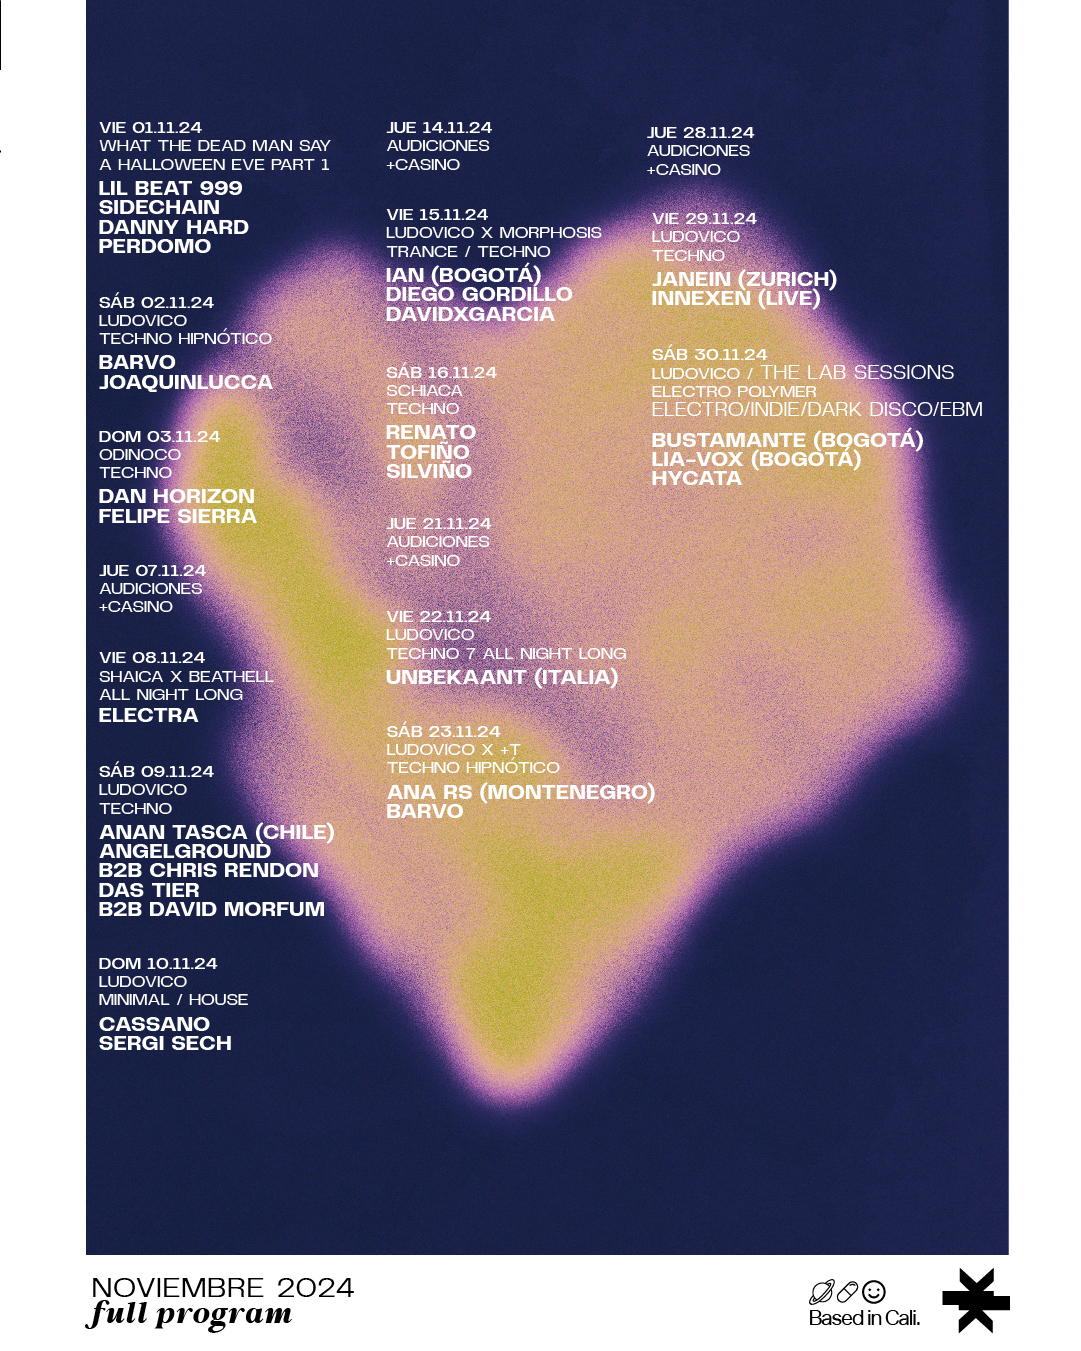 VIE 01.11.24
WHAT THE DEAD MAN SAY
A HALLOWEEN EVE PART 1
LIL BEAT 999
SIDECHAIN
DANNY HARD
PERDOMO
SÁB 02.11.24
LUDOVICO
TECHNO HIPNÓTICO
BARVO
JOAQUINLUCCA
DOM 03.11.24
ODINOCO
TECHNO
DAN HORIZON
FELIPE SIERRA
JUE 07.11.24
AUDICIONES
+CASINO
VIE 08.11.24
SHAICA X BEATHELL
ALL NIGHT LONG
ELECTRA
SÁB 09.11.24
LUDOVICO
TECHNO
ANAN TASCA (CHILE)
ANGELGROUND
B2B CHRIS RENDON
DAS TIER
B2B DAVID MORFUM
DOM 10.11.24
LUDOVICO
MINIMAL / HOUSE
CASSANO
SERGI SECH
JUE 14.11.24
AUDICIONES
+CASINO
VIE 15.11.24
LUDOVICO X MORPHOSIS
TRANCE / TECHNO
IAN (BOGOTÁ)
DIEGO GORDILLO
DAVIDXGARCIA
SÁB 16.11.24
SCHIACA
TECHNO
RENATO
TOFIÑO
SILVIÑO
JUE 21.11.24
AUDICIONES
+CASINO
VIE 22.11.24
LUDOVICO
TECHNO 7 ALL NIGHT LONG
UNBEKAANT (ITALIA)
SÁB 23.11.24
LUDOVICO X +T
TECHNO HIPNÓTICO
ANA RS (MONTENEGRO)
BARVO
JUE 28.11.24
AUDICIONES
+CASINO
VIE 29.11.24
LUDOVICO
TECHNO
JANEIN (ZURICH)
INNEXEN (LIVE)
SÁB 30.11.24
LUDOVICO / THE LAB SESSIONS
ELECTRO POLYMER
ELECTRO/INDIE/DARK DISCO/EBM
BUSTAMANTE (BOGOTÁ)
LIA-VOX (BOGOTÁ)
HYCATA
NOVIEMBRE 2024
full program
Based in Cali.